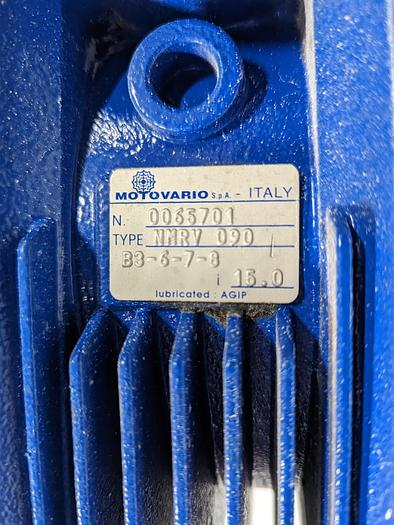 MOTOVARIO S.p.A. - ITALY
N. 0065701
TYPE NMRV 090 /
B3-6-7-8
i 15.0
lubricated : AGIP